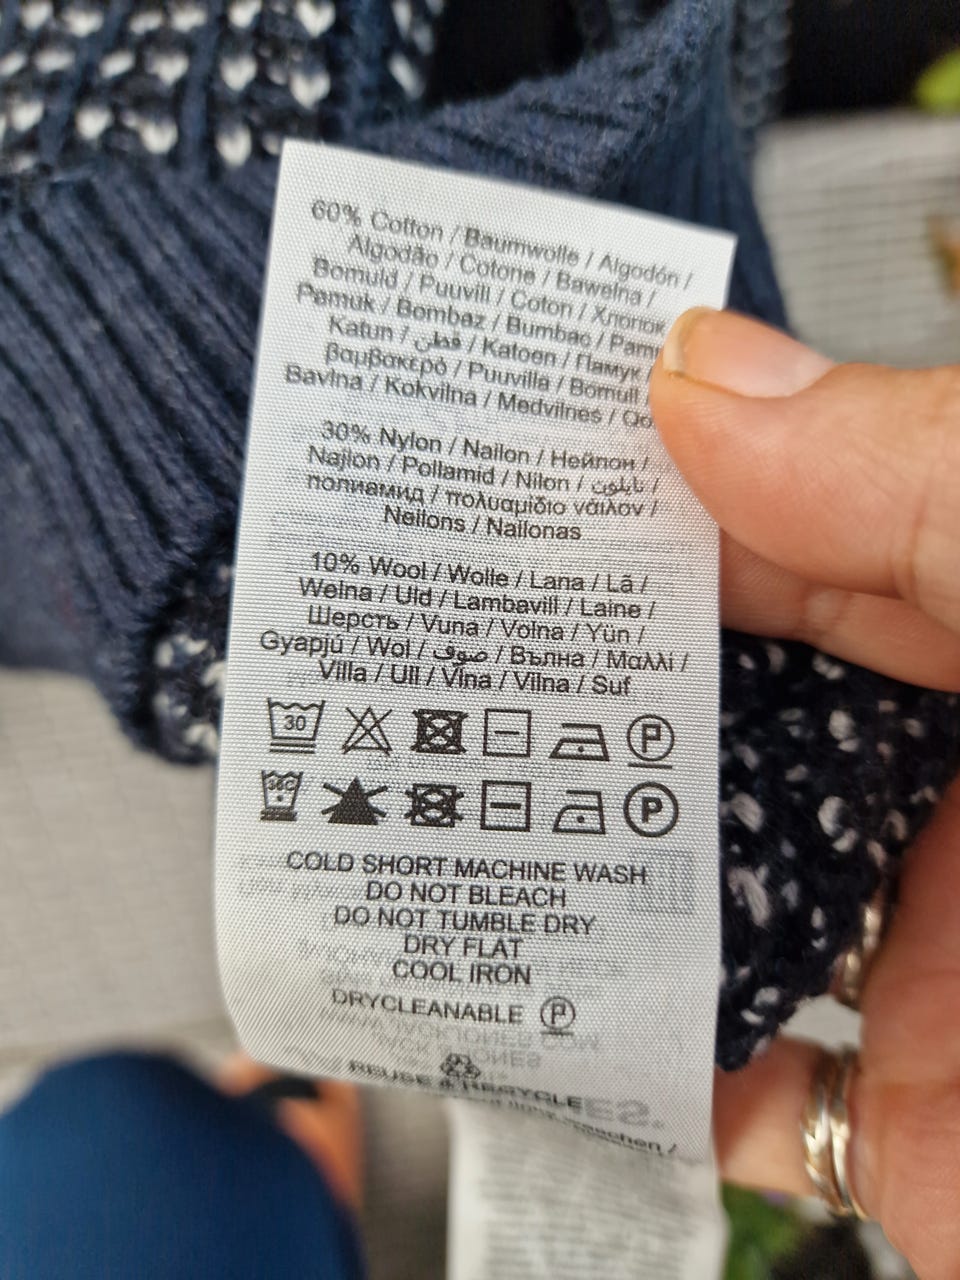 60% Cotton / Baumwolle / Algodón /
Algodão / Cotone / Bawełna /
Bomuld / Puuvill / Coton / Хлопок
Pamuk / Bombaz / Bumbac /
Katun / قطن / Katoen / Памук
βαμβακερό / Puuvilla / Bomull /
Bavlna / Kokvilna / Medvilnės /
30% Nylon / Nailon / Нейлон /
Najlon / Poliamid / Nilon / نايلون /
полиамид / πολυαμίδιο νάιλον /
Neilons / Nailonas
10% Wool / Wolle / Lana / Lã /
Wełna / Uld / Lambavill / Laine /
Шерсть / Vuna / Volna / Yün /
Gyapjú / Wol / صوف / Вълна / Μαλλί /
Villa / Ull / Vlna / Vilna / Suf
30 P
30C P
COLD SHORT MACHINE WASH
DO NOT BLEACH
DO NOT TUMBLE DRY
DRY FLAT
COOL IRON
DRYCLEANABLE P
REUSE & RECYCLE